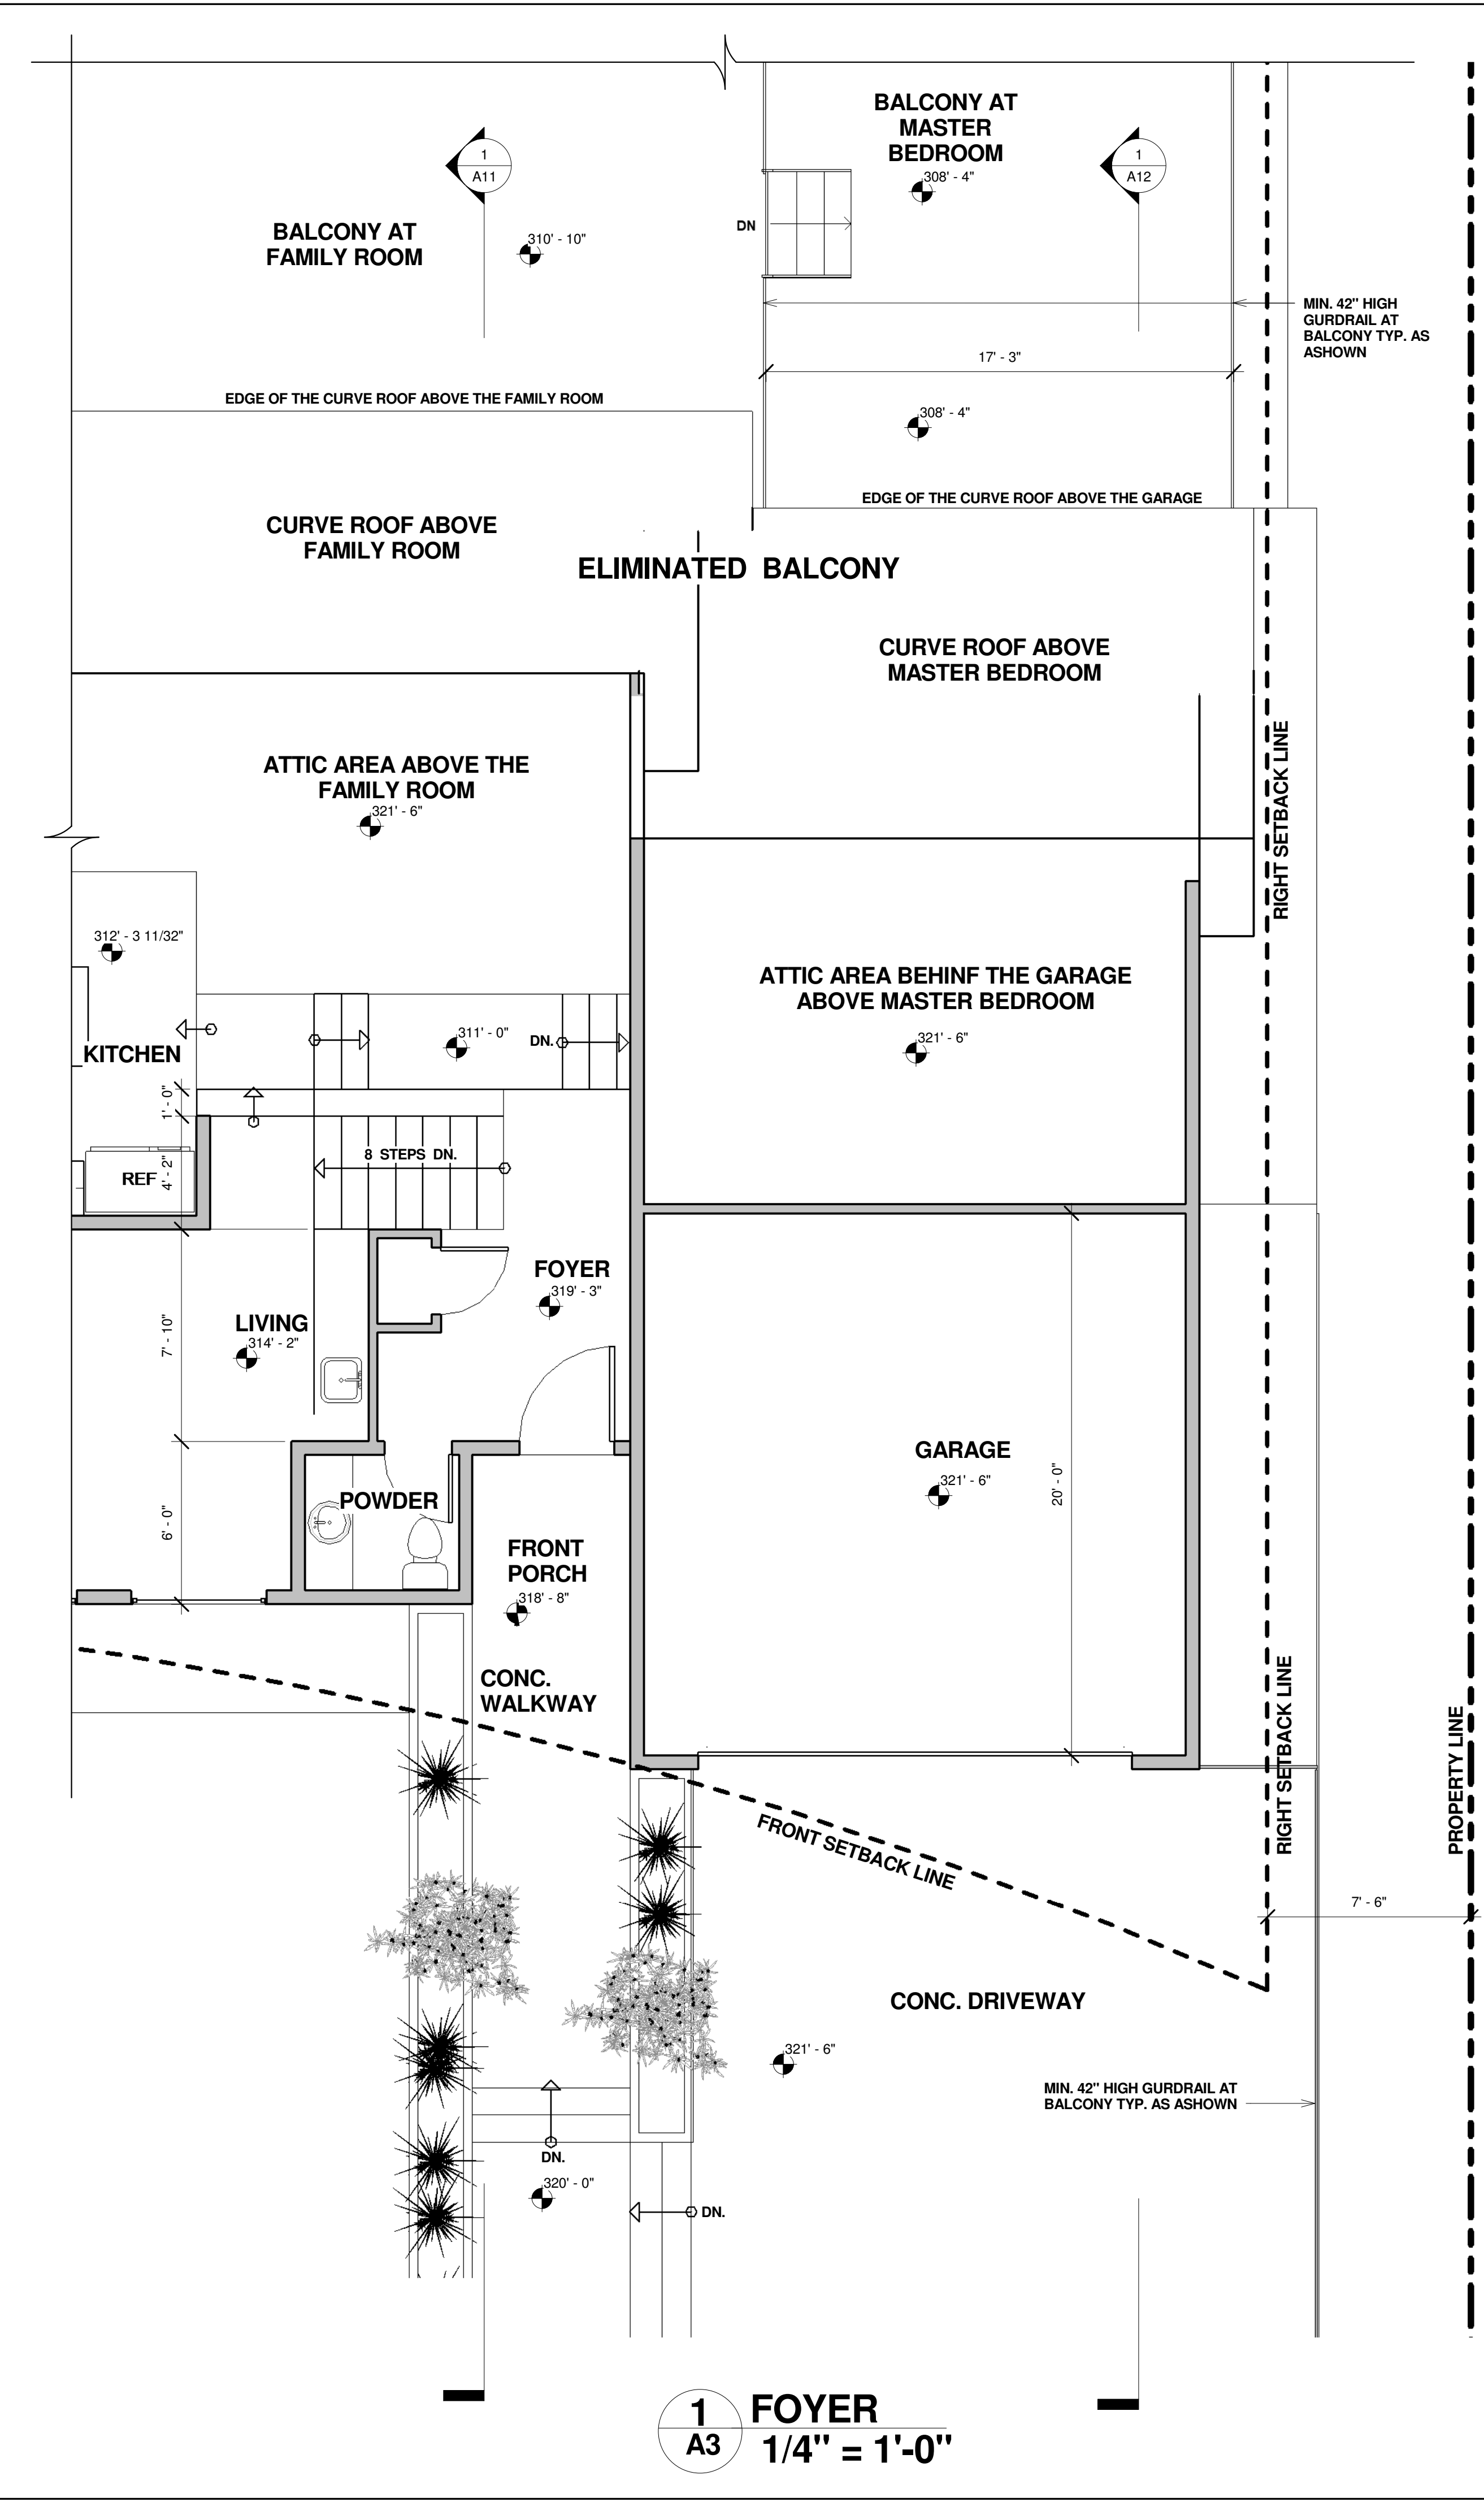 BALCONY AT
MASTER
BEDROOM
308' - 4"
1
A11
1
A12
BALCONY AT
FAMILY ROOM
310' - 10"
DN
MIN. 42" HIGH
GURDRAIL AT
BALCONY TYP. AS
ASHOWN
17' - 3"
EDGE OF THE CURVE ROOF ABOVE THE FAMILY ROOM
308' - 4"
EDGE OF THE CURVE ROOF ABOVE THE GARAGE
CURVE ROOF ABOVE
FAMILY ROOM
ELIMINATED BALCONY
CURVE ROOF ABOVE
MASTER BEDROOM
RIGHT SETBACK LINE
ATTIC AREA ABOVE THE
FAMILY ROOM
321' - 6"
312' - 3 11/32"
ATTIC AREA BEHINF THE GARAGE
ABOVE MASTER BEDROOM
321' - 6"
311' - 0"
DN.
KITCHEN
1' - 0"
8 STEPS DN.
REF
4' - 2"
FOYER
319' - 3"
LIVING
314' - 2"
7' - 10"
GARAGE
321' - 6"
20' - 0"
POWDER
6' - 0"
FRONT
PORCH
318' - 8"
CONC.
WALKWAY
RIGHT SETBACK LINE
PROPERTY LINE
FRONT SETBACK LINE
7' - 6"
CONC. DRIVEWAY
321' - 6"
MIN. 42" HIGH GURDRAIL AT
BALCONY TYP. AS ASHOWN
DN.
320' - 0"
DN.
1
A3
FOYER
1/4" = 1'-0"